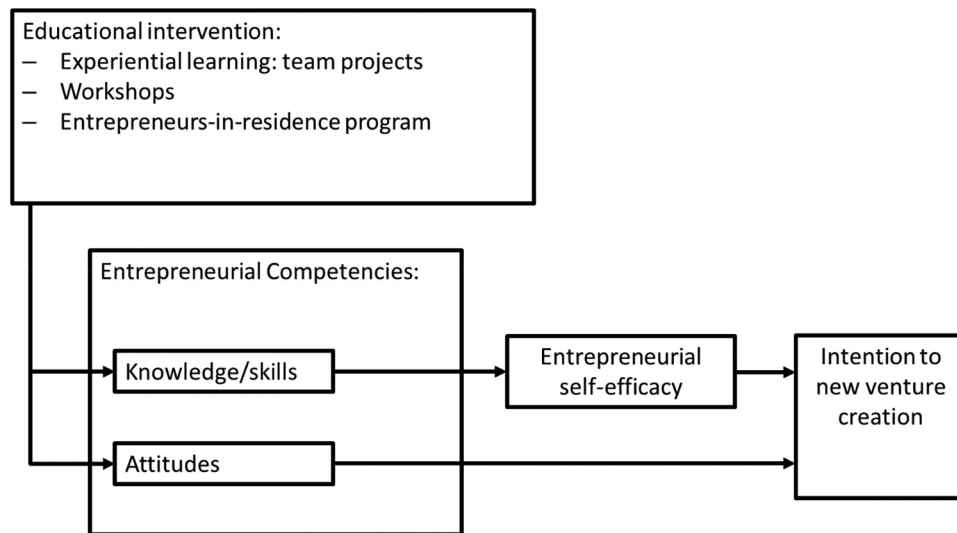 Educational intervention:
– Experiential learning: team projects
– Workshops
– Entrepreneurs-in-residence program
Entrepreneurial Competencies:
Knowledge/skills
Entrepreneurial
self-efficacy
Intention to
new venture
creation
Attitudes